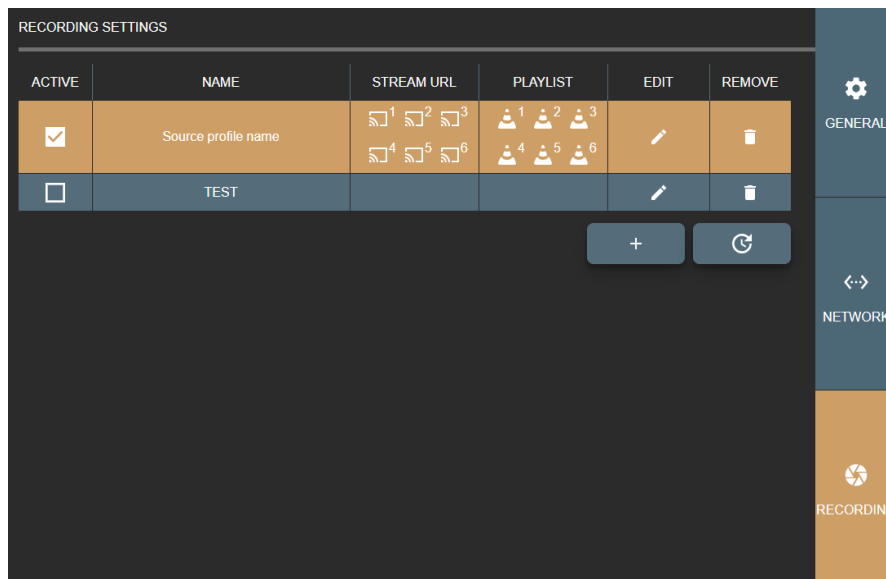 RECORDING SETTINGS
ACTIVE NAME STREAM URL PLAYLIST EDIT REMOVE
1 2 3 1 2 3
Source profile name
4 5 6 4 5 6
TEST
+
GENERAL
NETWORK
RECORDIN